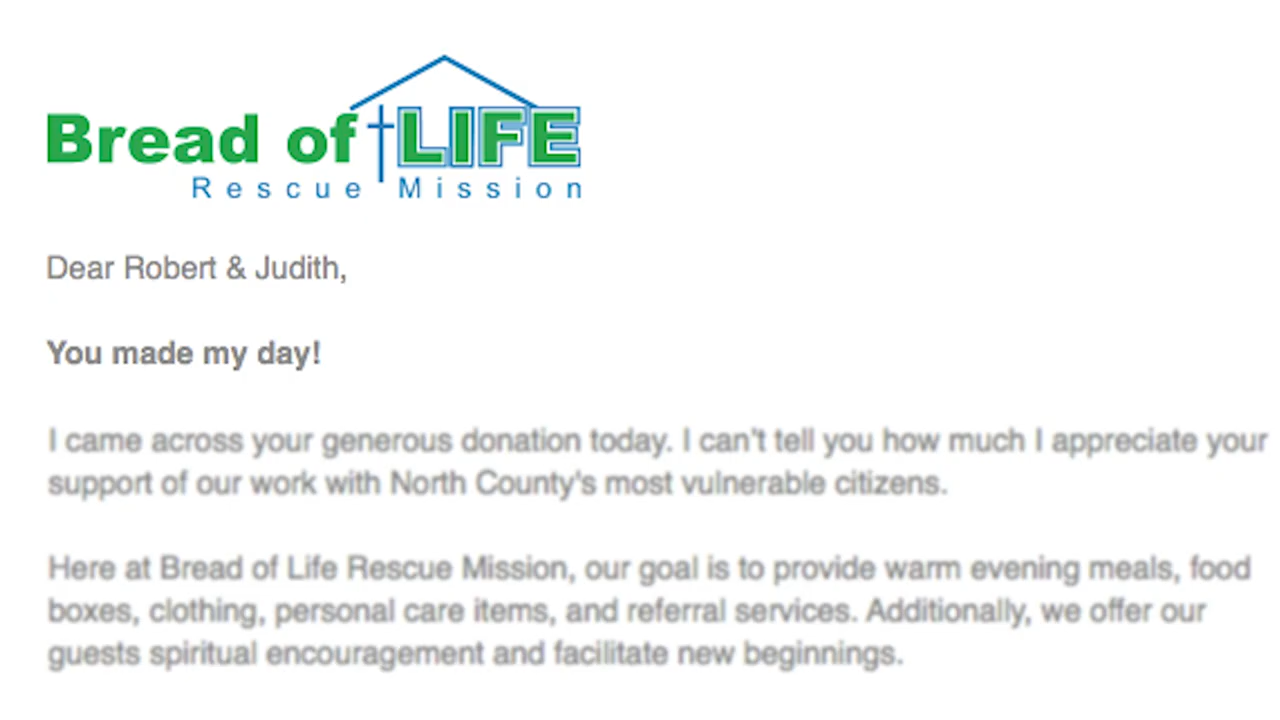 Bread of LIFE
Rescue Mission
Dear Robert & Judith,
You made my day!
I came across your generous donation today. I can't tell you how much I appreciate your
support of our work with North County's most vulnerable citizens.
Here at Bread of Life Rescue Mission, our goal is to provide warm evening meals, food
boxes, clothing, personal care items, and referral services. Additionally, we offer our
guests spiritual encouragement and facilitate new beginnings.